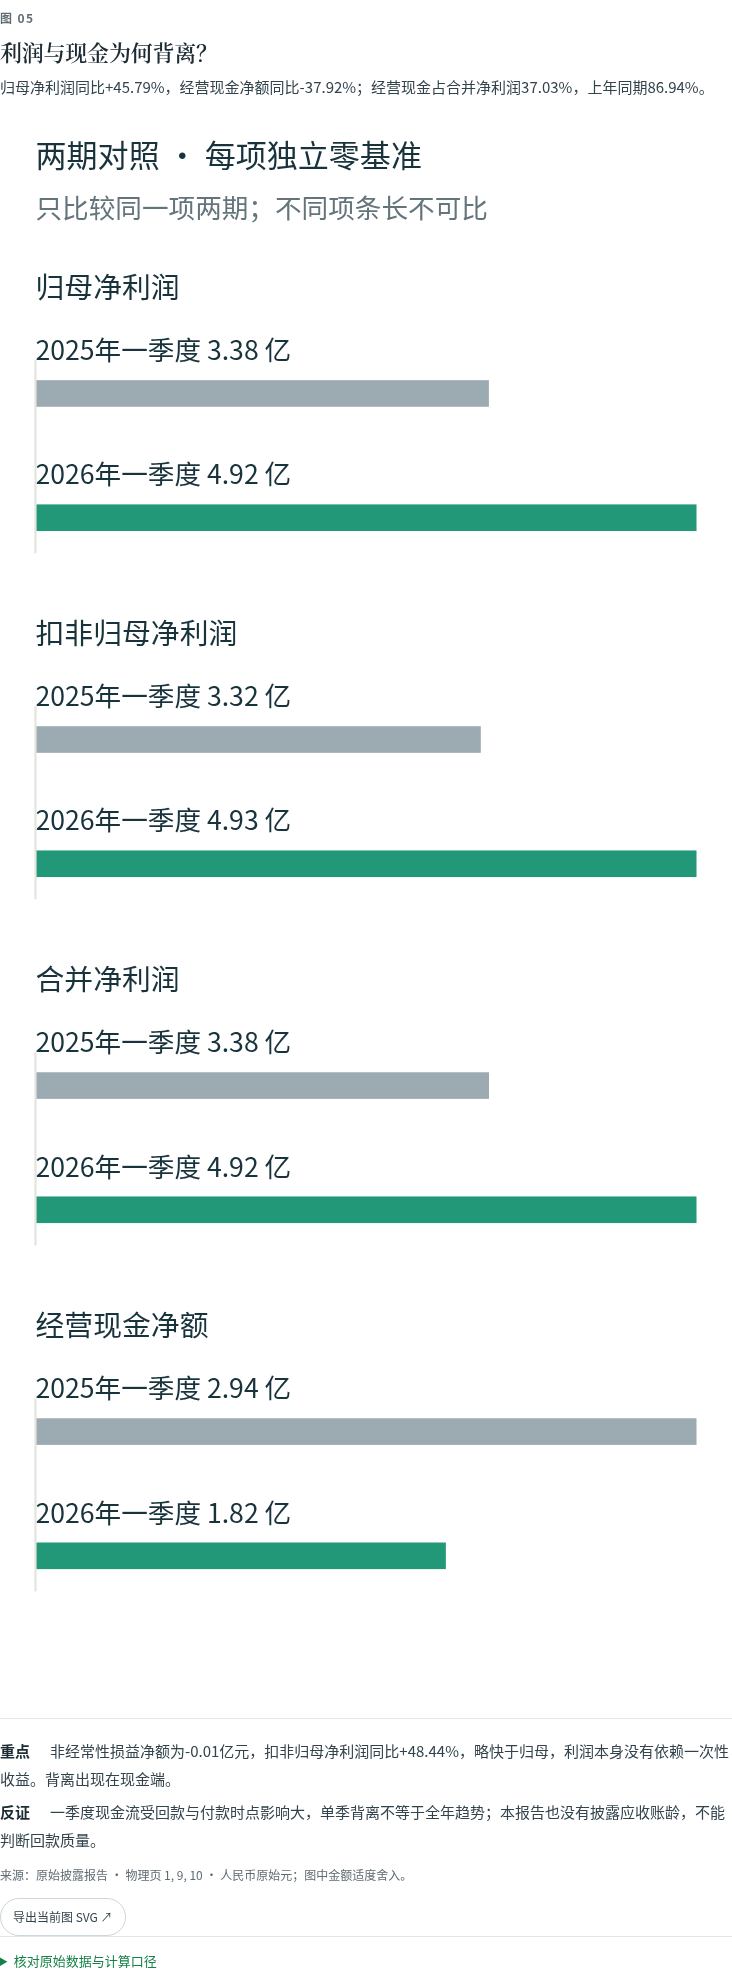 图 05
利润与现金为何背离？
归母净利润同比+45.79%，经营现金净额同比-37.92%；经营现金占合并净利润37.03%，上年同期86.94%。
两期对照 · 每项独立零基准
只比较同一项两期；不同项条长不可比
归母净利润
2025年一季度 3.38 亿
2026年一季度 4.92 亿
扣非归母净利润
2025年一季度 3.32 亿
2026年一季度 4.93 亿
合并净利润
2025年一季度 3.38 亿
2026年一季度 4.92 亿
经营现金净额
2025年一季度 2.94 亿
2026年一季度 1.82 亿
重点 非经常性损益净额为-0.01亿元，扣非归母净利润同比+48.44%，略快于归母，利润本身没有依赖一次性
收益。背离出现在现金端。
反证 一季度现金流受回款与付款时点影响大，单季背离不等于全年趋势；本报告也没有披露应收账龄，不能
判断回款质量。
来源：原始披露报告 · 物理页 1, 9, 10 · 人民币原始元；图中金额适度舍入。
导出当前图 SVG ↗
▶ 核对原始数据与计算口径